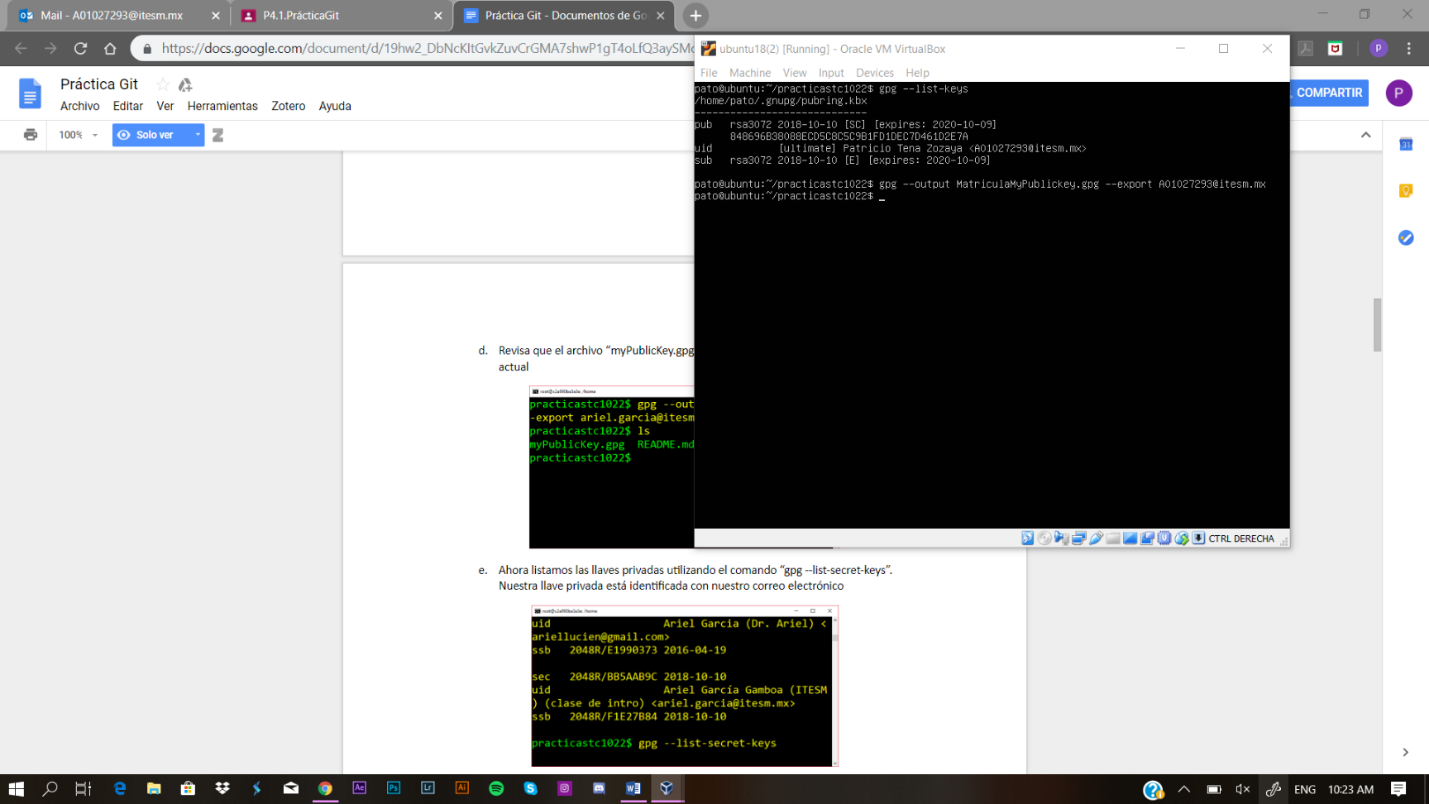 Mail - A01027293@itesm.mx
P4.1.PrácticaGit
Práctica Git - Documentos de Go
https://docs.google.com/document/d/19hw2_DbNcKItGvkZuvCrGMA7shwP1gT4oLfQ3aySM
P
Práctica Git
Archivo Editar Ver Herramientas Zotero Ayuda
COMPARTIR
P
100%
Solo ver
Z
31
ubuntu18(2) [Running] - Oracle VM VirtualBox
File Machine View Input Devices Help
pato@ubuntu:~/practicastc1022$ gpg --list-keys
/home/pato/.gnupg/pubring.kbx
-----------------------------
pub rsa3072 2018-10-10 [SC] [expires: 2020-10-09]
848696B38088ECD5C8C5C9B1FD1DEC7D461D2E7A
uid [ultimate] Patricio Tena Zozaya <A01027293@itesm.mx>
sub rsa3072 2018-10-10 [E] [expires: 2020-10-09]
pato@ubuntu:~/practicastc1022$ gpg --output MatriculaMyPublickey.gpg --export A01027293@itesm.mx
pato@ubuntu:~/practicastc1022$ _
CTRL DERECHA
d. Revisa que el archivo “myPublicKey.gpg
actual
practicastc1022$ gpg --out
-export ariel.garcia@itesm
practicastc1022$ ls
myPublicKey.gpg README.md
practicastc1022$
e. Ahora listamos las llaves privadas utilizando el comando “gpg --list-secret-keys”.
Nuestra llave privada está identificada con nuestro correo electrónico
uid Ariel Garcia (Dr. Ariel) <
ariellucien@gmail.com>
ssb 2048R/E1990373 2016-04-19
sec 2048R/BB5AAB9C 2018-10-10
uid Ariel García Gamboa (ITESM
) (clase de intro) <ariel.garcia@itesm.mx>
ssb 2048R/F1E27B84 2018-10-10
practicastc1022$ gpg --list-secret-keys
Ae
Ps
Lr
Ai
ENG 10:23 AM